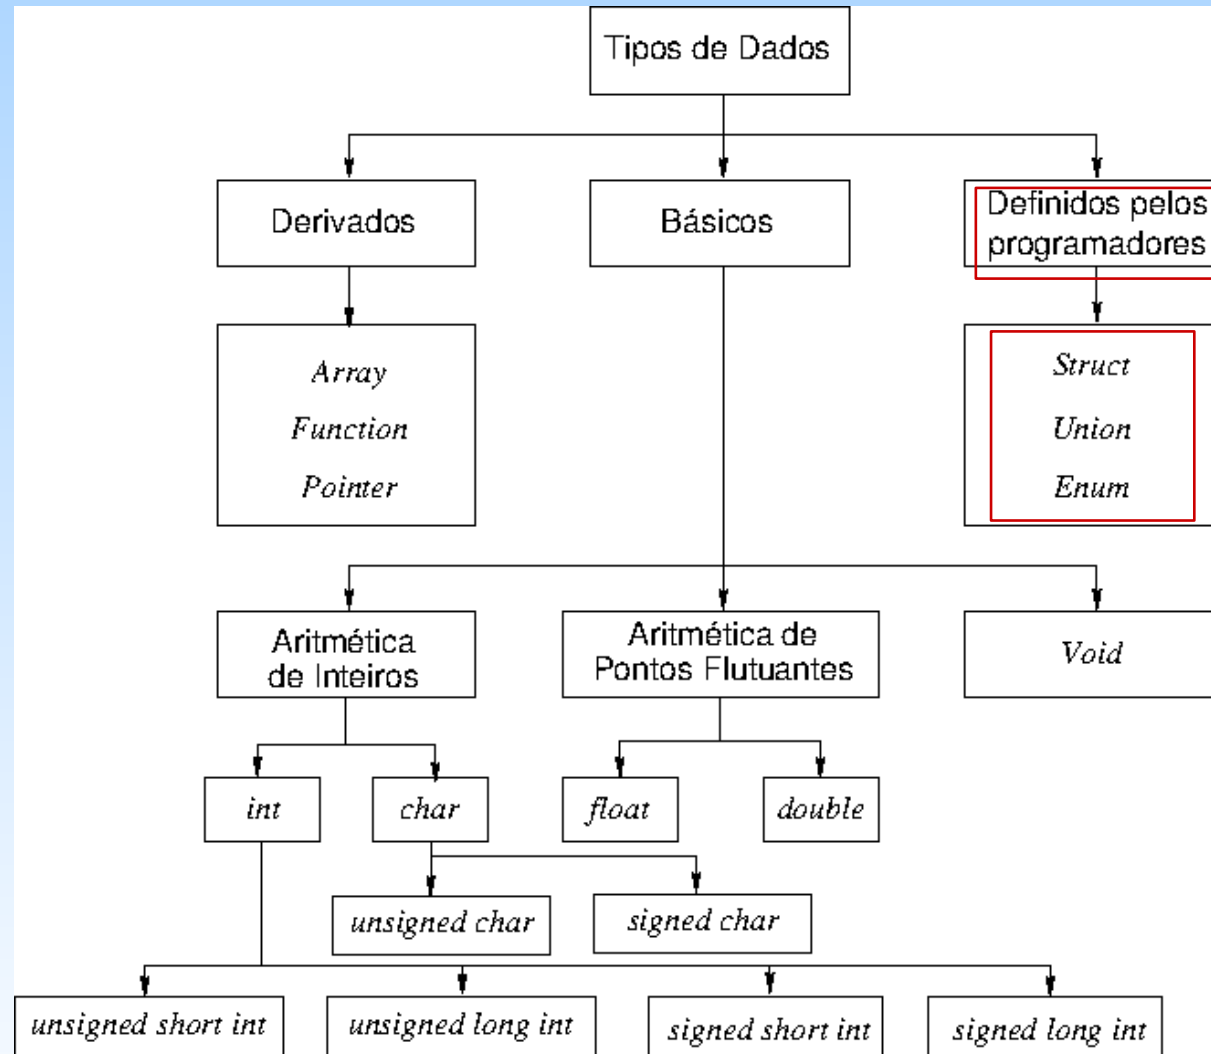 Tipos de Dados
Derivados
Básicos
Definidos pelos
programadores
Array
Function
Pointer
Struct
Union
Enum
Aritmética
de Inteiros
Aritmética de
Pontos Flutuantes
Void
int
char
float
double
unsigned char
signed char
unsigned short int
unsigned long int
signed short int
signed long int